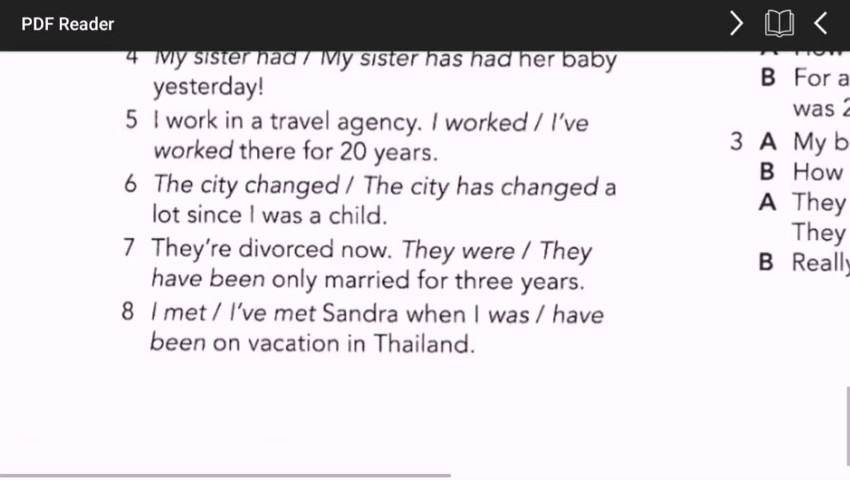 PDF Reader
4 My sister had / My sister has had her baby
yesterday!
5 I work in a travel agency. I worked / I've
worked there for 20 years.
6 The city changed / The city has changed a
lot since I was a child.
7 They're divorced now. They were / They
have been only married for three years.
8 I met / I've met Sandra when I was / have
been on vacation in Thailand.
B For a
was 2
3 A My b
B How
A They
They
B Really